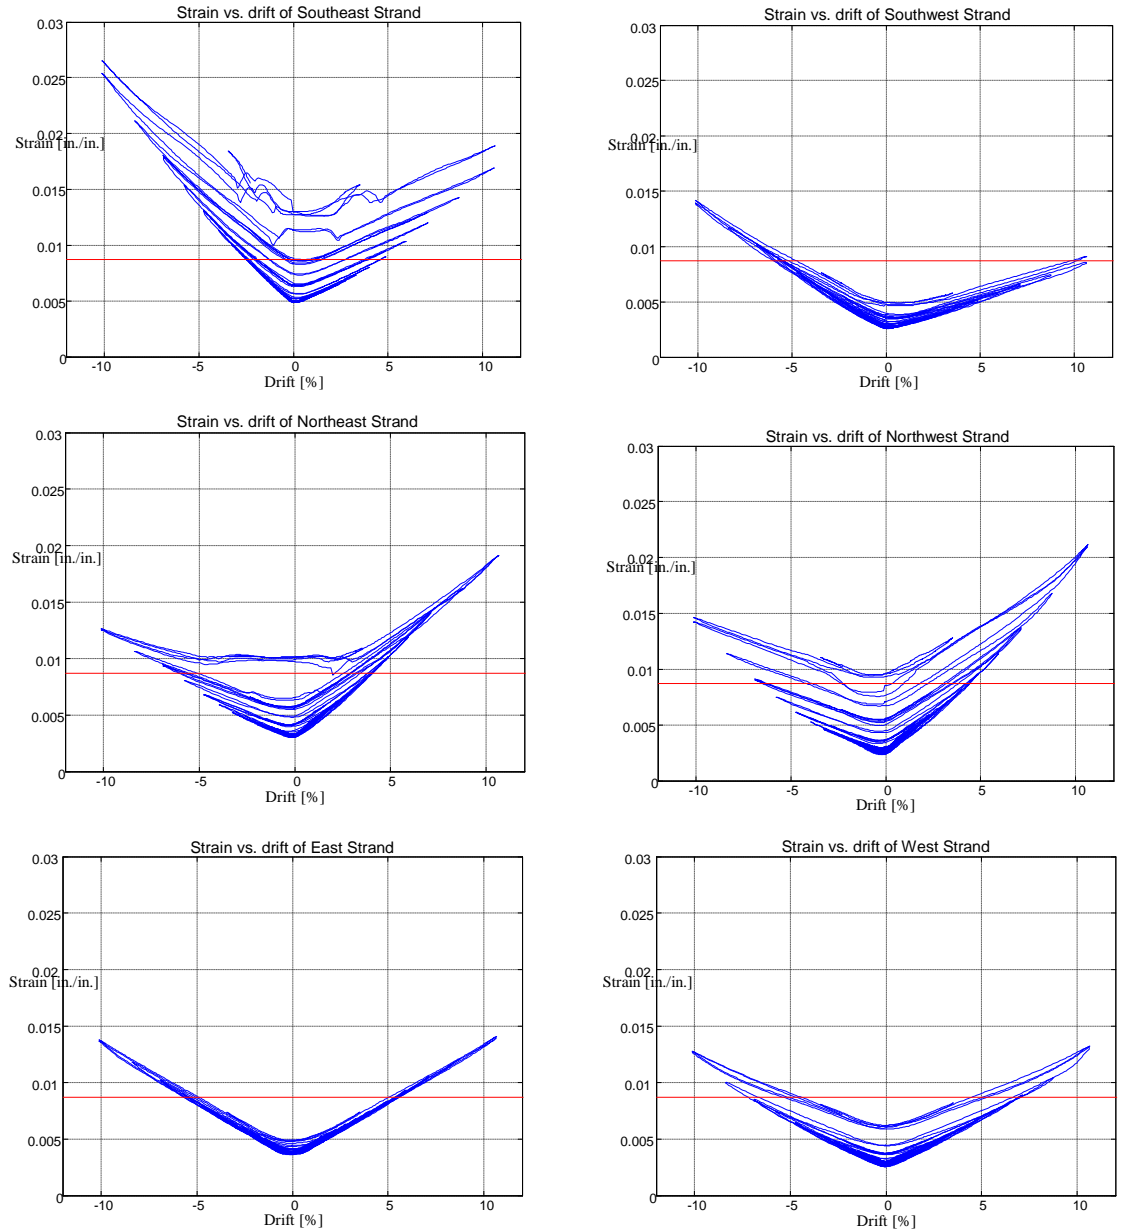 Strain vs. drift of Southeast Strand
0.03
0.025
0.02
Strain [in./in.]
0.015
0.01
0.005
0
-10 -5 0 5 10
Drift [%]
Strain vs. drift of Southwest Strand
0.03
0.025
0.02
Strain [in./in.]
0.015
0.01
0.005
0
-10 -5 0 5 10
Drift [%]
Strain vs. drift of Northeast Strand
0.03
0.025
0.02
Strain [in./in.]
0.015
0.01
0.005
0
-10 -5 0 5 10
Drift [%]
Strain vs. drift of Northwest Strand
0.03
0.025
0.02
Strain [in./in.]
0.015
0.01
0.005
0
-10 -5 0 5 10
Drift [%]
Strain vs. drift of East Strand
0.03
0.025
0.02
Strain [in./in.]
0.015
0.01
0.005
0
-10 -5 0 5 10
Drift [%]
Strain vs. drift of West Strand
0.03
0.025
0.02
Strain [in./in.]
0.015
0.01
0.005
0
-10 -5 0 5 10
Drift [%]